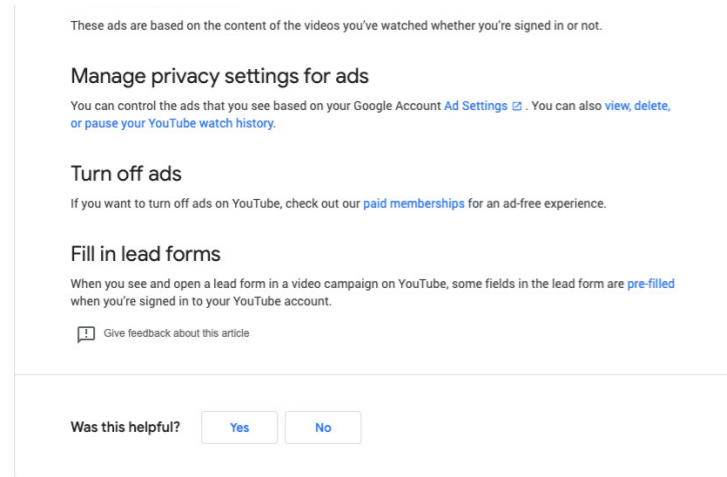 These ads are based on the content of the videos you've watched whether you're signed in or not.
Manage privacy settings for ads
You can control the ads that you see based on your Google Account Ad Settings. You can also view, delete,
or pause your YouTube watch history.
Turn off ads
If you want to turn off ads on YouTube, check out our paid memberships for an ad-free experience.
Fill in lead forms
When you see and open a lead form in a video campaign on YouTube, some fields in the lead form are pre-filled
when you're signed in to your YouTube account.
Give feedback about this article
Was this helpful? Yes No